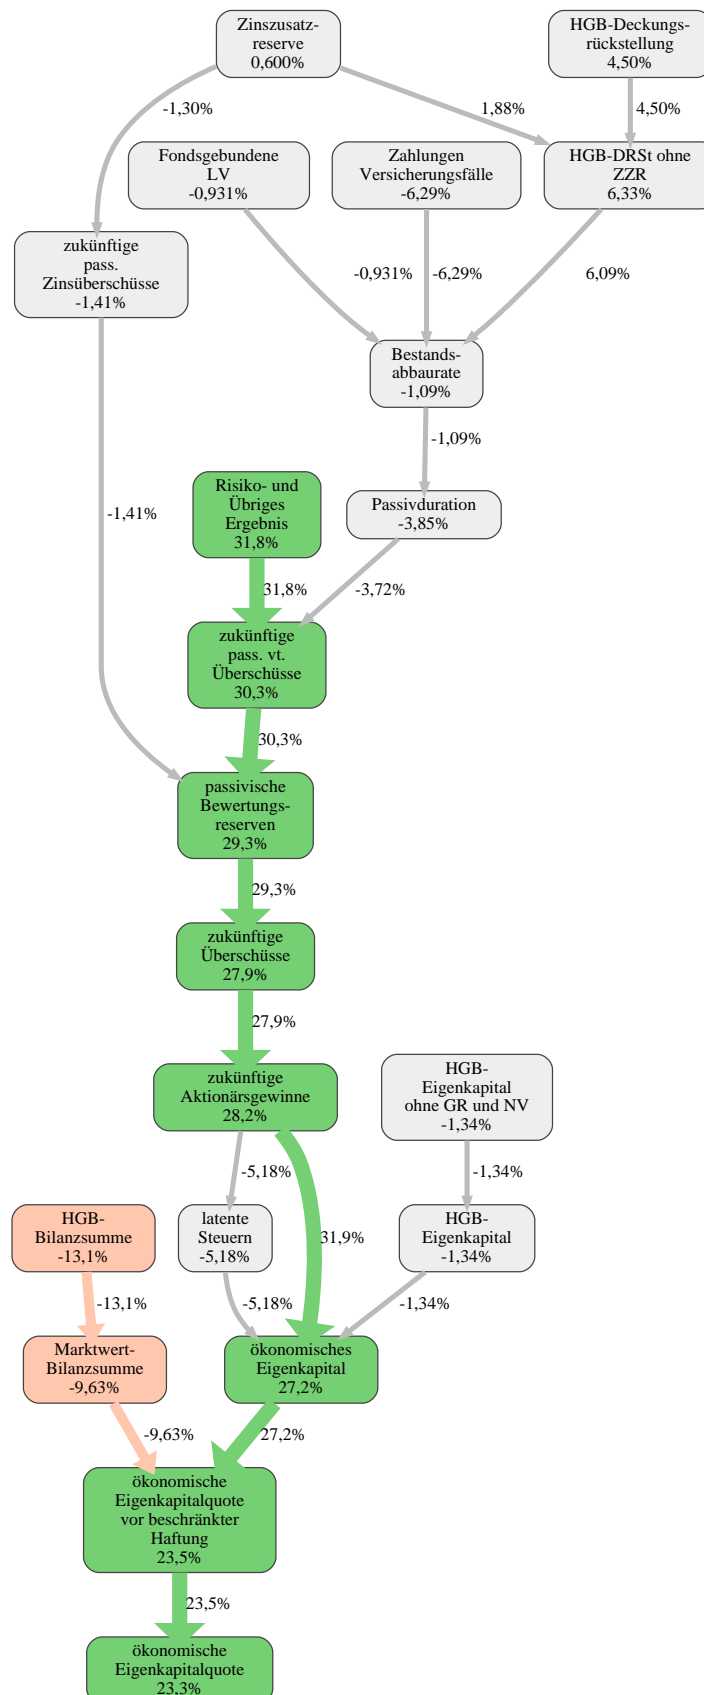 Zinszusatz-
reserve
0,600%
HGB-Deckungs-
rückstellung
4,50%
-1,30%
1,88%
4,50%
Fondsgebundene
LV
-0,931%
Zahlungen
Versicherungsfälle
-6,29%
HGB-DRSt ohne
ZZR
6,33%
zukünftige
pass.
Zinsüberschüsse
-1,41%
-0,931%
-6,29%
6,09%
Bestands-
abbaurate
-1,09%
-1,09%
Risiko- und
Übriges
Ergebnis
31,8%
-1,41%
Passivduration
-3,85%
31,8%
-3,72%
zukünftige
pass. vt.
Überschüsse
30,3%
30,3%
passivische
Bewertungs-
reserven
29,3%
29,3%
zukünftige
Überschüsse
27,9%
27,9%
zukünftige
Aktionärsgewinne
28,2%
HGB-
Eigenkapital
ohne GR und NV
-1,34%
-5,18%
-1,34%
HGB-
Bilanzsumme
-13,1%
latente
Steuern
-5,18%
31,9%
HGB-
Eigenkapital
-1,34%
-13,1%
-5,18%
-1,34%
Marktwert-
Bilanzsumme
-9,63%
ökonomisches
Eigenkapital
27,2%
-9,63%
27,2%
ökonomische
Eigenkapitalquote
vor beschränkter
Haftung
23,5%
23,5%
ökonomische
Eigenkapitalquote
23,3%